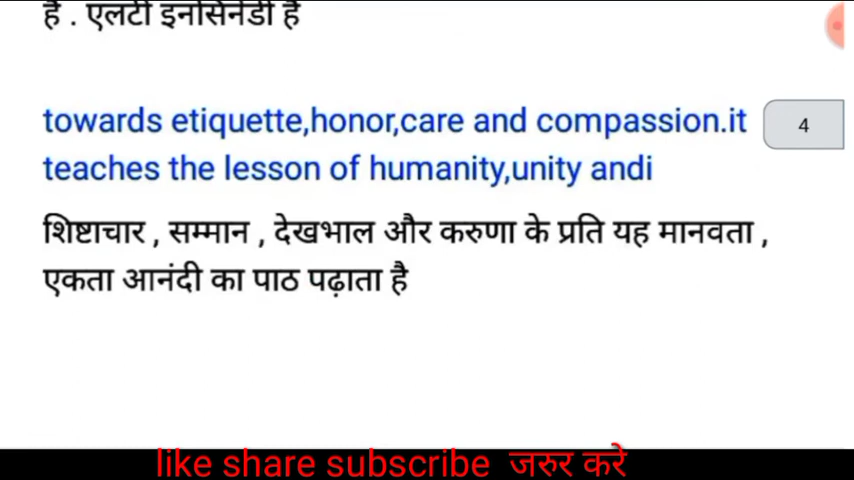 है . एलटी इनसिनेडी है
towards etiquette,honor,care and compassion.it
4
teaches the lesson of humanity,unity andi
शिष्टाचार , सम्मान , देखभाल और करुणा के प्रति यह मानवता ,
एकता आनंदी का पाठ पढ़ाता है
like share subscribe जरुर करे